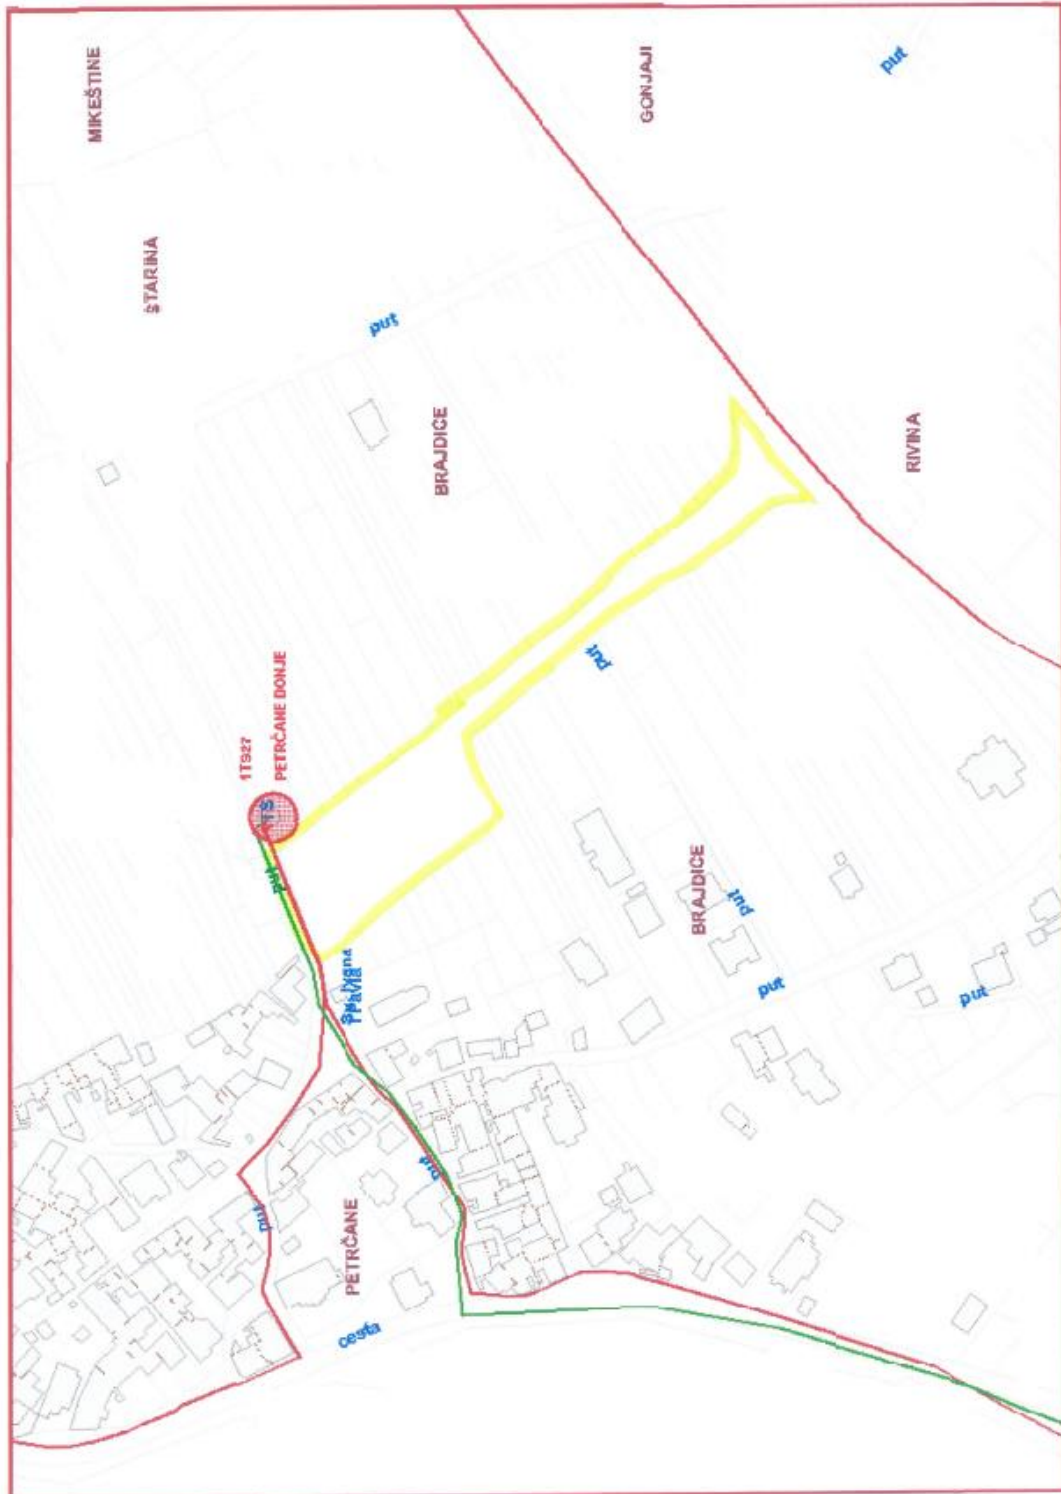 MIKEŠTINE
GONJAJI
put
ŠTARINA
put
BRAJDICE
RIVINA
put
1TS27
PETRČANE DONJE
TS
put
BRAJDICE
put
put
put
put
PETRČANE
put
cesta